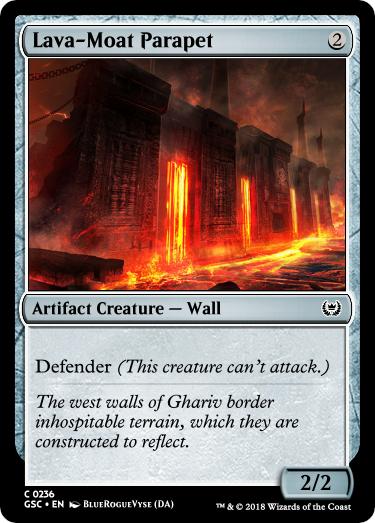 Lava-Moat Parapet 2
Artifact Creature — Wall
Defender (This creature can't attack.)
The west walls of Ghariv border
inhospitable terrain, which they are
constructed to reflect.
2/2
C 0236
GSC • EN BlueRogueVyse (DA)
™ & © 2018 Wizards of the Coast